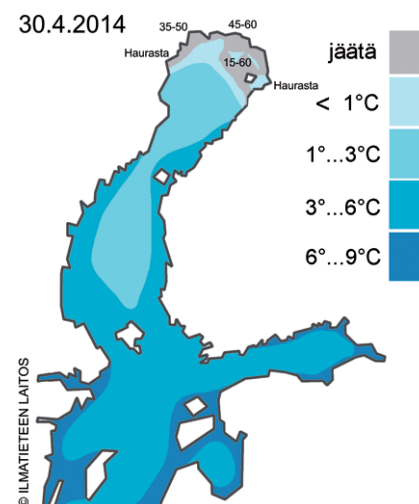 30.4.2014
35-50
45-60
Haurasta
15-60
Haurasta
jäätä
< 1°C
1°...3°C
3°...6°C
6°...9°C
© ILMATIETEEN LAITOS